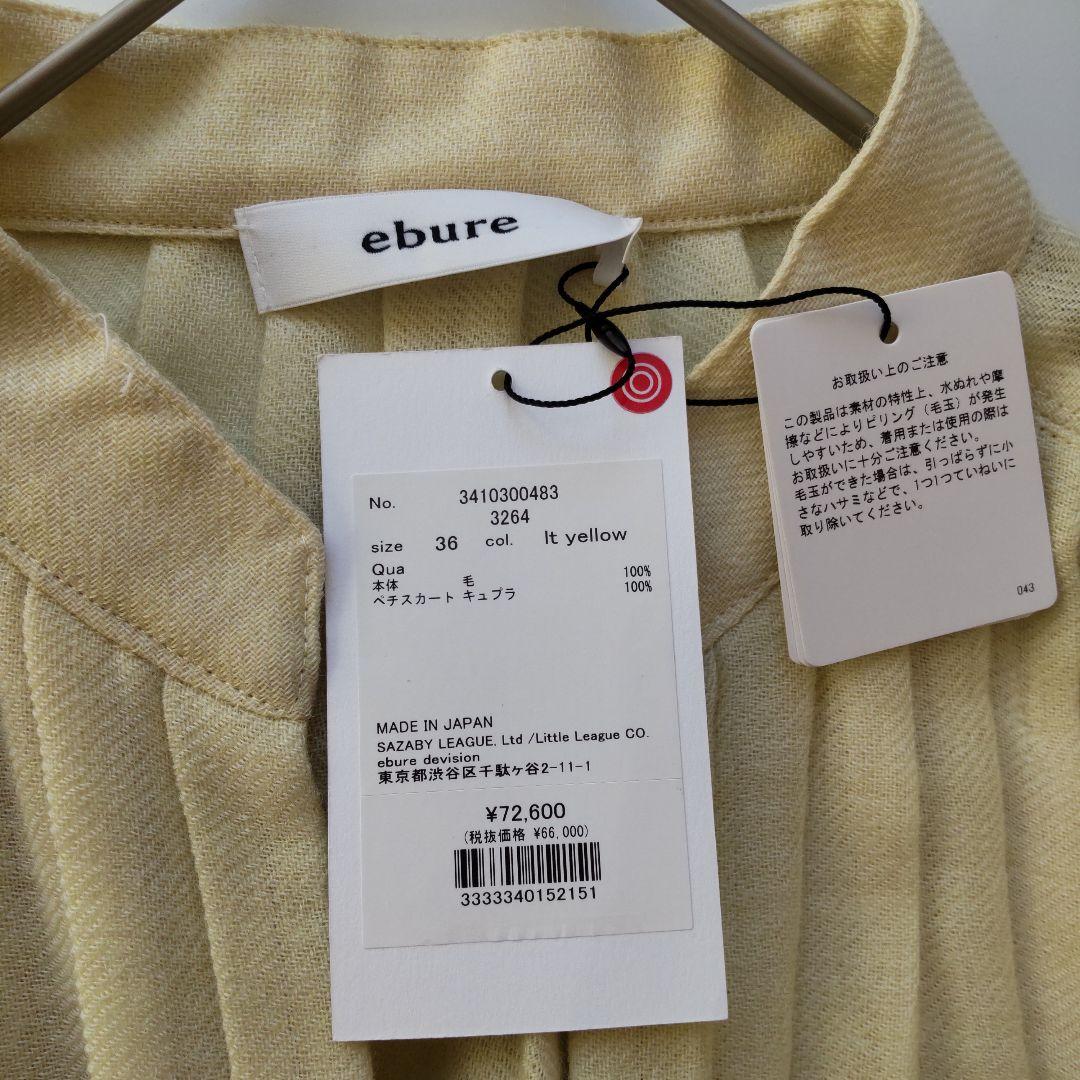 ebure
No. 3410300483
3264
size 36 col. lt yellow
Qua
本体 毛 100%
ペチスカート キュプラ 100%
MADE IN JAPAN
SAZABY LEAGUE. Ltd /Little League CO.
ebure devision
東京都渋谷区千駄ヶ谷2-11-1
¥72,600
(税抜価格 ¥66,000)
3333340152151
お取扱い上のご注意
この製品は素材の特性上、水ぬれや摩
擦などによりピリング（毛玉）が発生
しやすいため、着用または使用の際は
お取扱いに十分ご注意ください。
毛玉ができた場合は、引っぱらずに小
さなハサミなどで、1つ1つていねいに
取り除いてください。
043